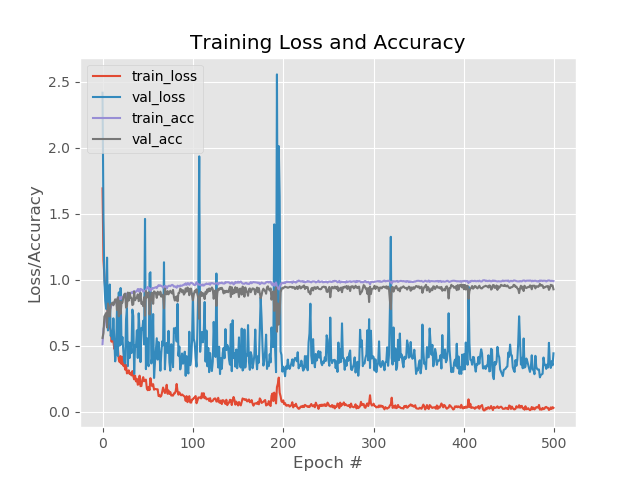 Training Loss and Accuracy
train_loss
val_loss
train_acc
val_acc
2.5
2.0
1.5
1.0
0.5
0.0
Loss/Accuracy
0 100 200 300 400 500
Epoch #